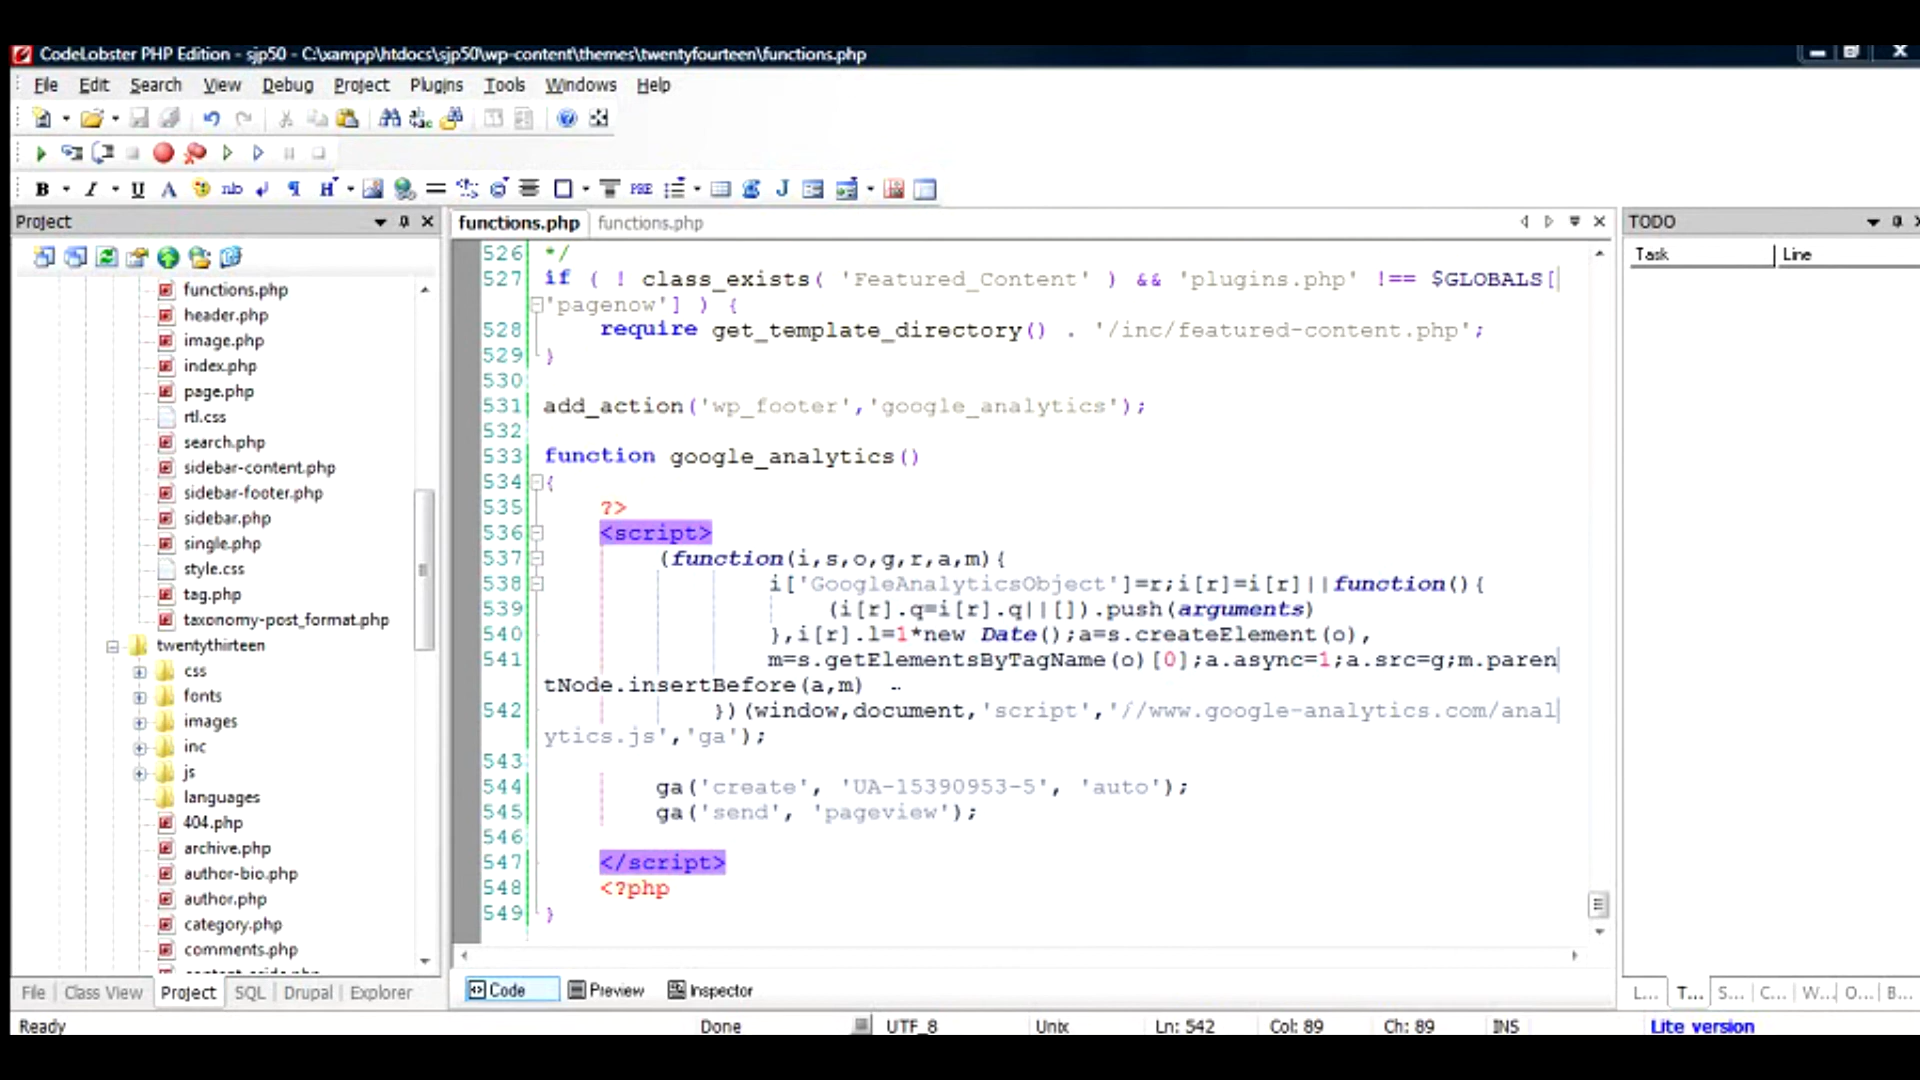 CodeLobster PHP Edition - sjp50 - C:\xampp\htdocs\sjp50\wp-content\themes\twentyfourteen\functions.php
File Edit Search View Debug Project Plugins Tools Windows Help
B I U A nb H PRE J
Project
functions.php functions.php
TODO
Task Line
functions.php
header.php
image.php
index.php
page.php
rtl.css
search.php
sidebar-content.php
sidebar-footer.php
sidebar.php
single.php
style.css
tag.php
taxonomy-post_format.php
twentythirteen
css
fonts
images
inc
js
languages
404.php
archive.php
author-bio.php
author.php
category.php
comments.php
526 */
527 if ( ! class_exists( 'Featured_Content' ) && 'plugins.php' !== $GLOBALS[
'pagenow'] ) {
528 require get_template_directory() . '/inc/featured-content.php';
529 }
530
531 add_action('wp_footer','google_analytics');
532
533 function google_analytics()
534 {
535 ?>
536 <script>
537 (function(i,s,o,g,r,a,m){
538 i['GoogleAnalyticsObject']=r;i[r]=i[r]||function(){
539 (i[r].q=i[r].q||[]).push(arguments)
540 },i[r].l=1*new Date();a=s.createElement(o),
541 m=s.getElementsByTagName(o)[0];a.async=1;a.src=g;m.paren
tNode.insertBefore(a,m)
542 })(window,document,'script','//www.google-analytics.com/anal
ytics.js','ga');
543
544 ga('create', 'UA-15390953-5', 'auto');
545 ga('send', 'pageview');
546
547 </script>
548 <?php
549 }
File Class View Project SQL Drupal Explorer
Code Preview Inspector
L... T... S... C... W... O... B...
Ready Done UTF_8 Unix Ln: 542 Col: 89 Ch: 89 INS Lite version